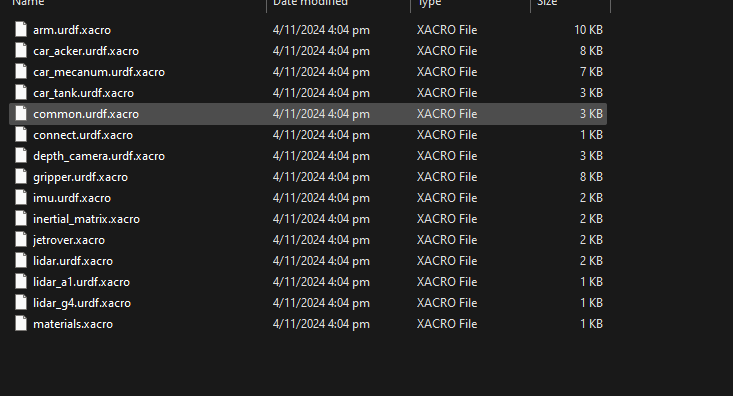 Name Date modified Type Size
arm.urdf.xacro 4/11/2024 4:04 pm XACRO File 10 KB
car_acker.urdf.xacro 4/11/2024 4:04 pm XACRO File 8 KB
car_mecanum.urdf.xacro 4/11/2024 4:04 pm XACRO File 7 KB
car_tank.urdf.xacro 4/11/2024 4:04 pm XACRO File 3 KB
common.urdf.xacro 4/11/2024 4:04 pm XACRO File 3 KB
connect.urdf.xacro 4/11/2024 4:04 pm XACRO File 1 KB
depth_camera.urdf.xacro 4/11/2024 4:04 pm XACRO File 3 KB
gripper.urdf.xacro 4/11/2024 4:04 pm XACRO File 8 KB
imu.urdf.xacro 4/11/2024 4:04 pm XACRO File 2 KB
inertial_matrix.xacro 4/11/2024 4:04 pm XACRO File 2 KB
jetrover.xacro 4/11/2024 4:04 pm XACRO File 2 KB
lidar.urdf.xacro 4/11/2024 4:04 pm XACRO File 2 KB
lidar_a1.urdf.xacro 4/11/2024 4:04 pm XACRO File 1 KB
lidar_g4.urdf.xacro 4/11/2024 4:04 pm XACRO File 1 KB
materials.xacro 4/11/2024 4:04 pm XACRO File 1 KB